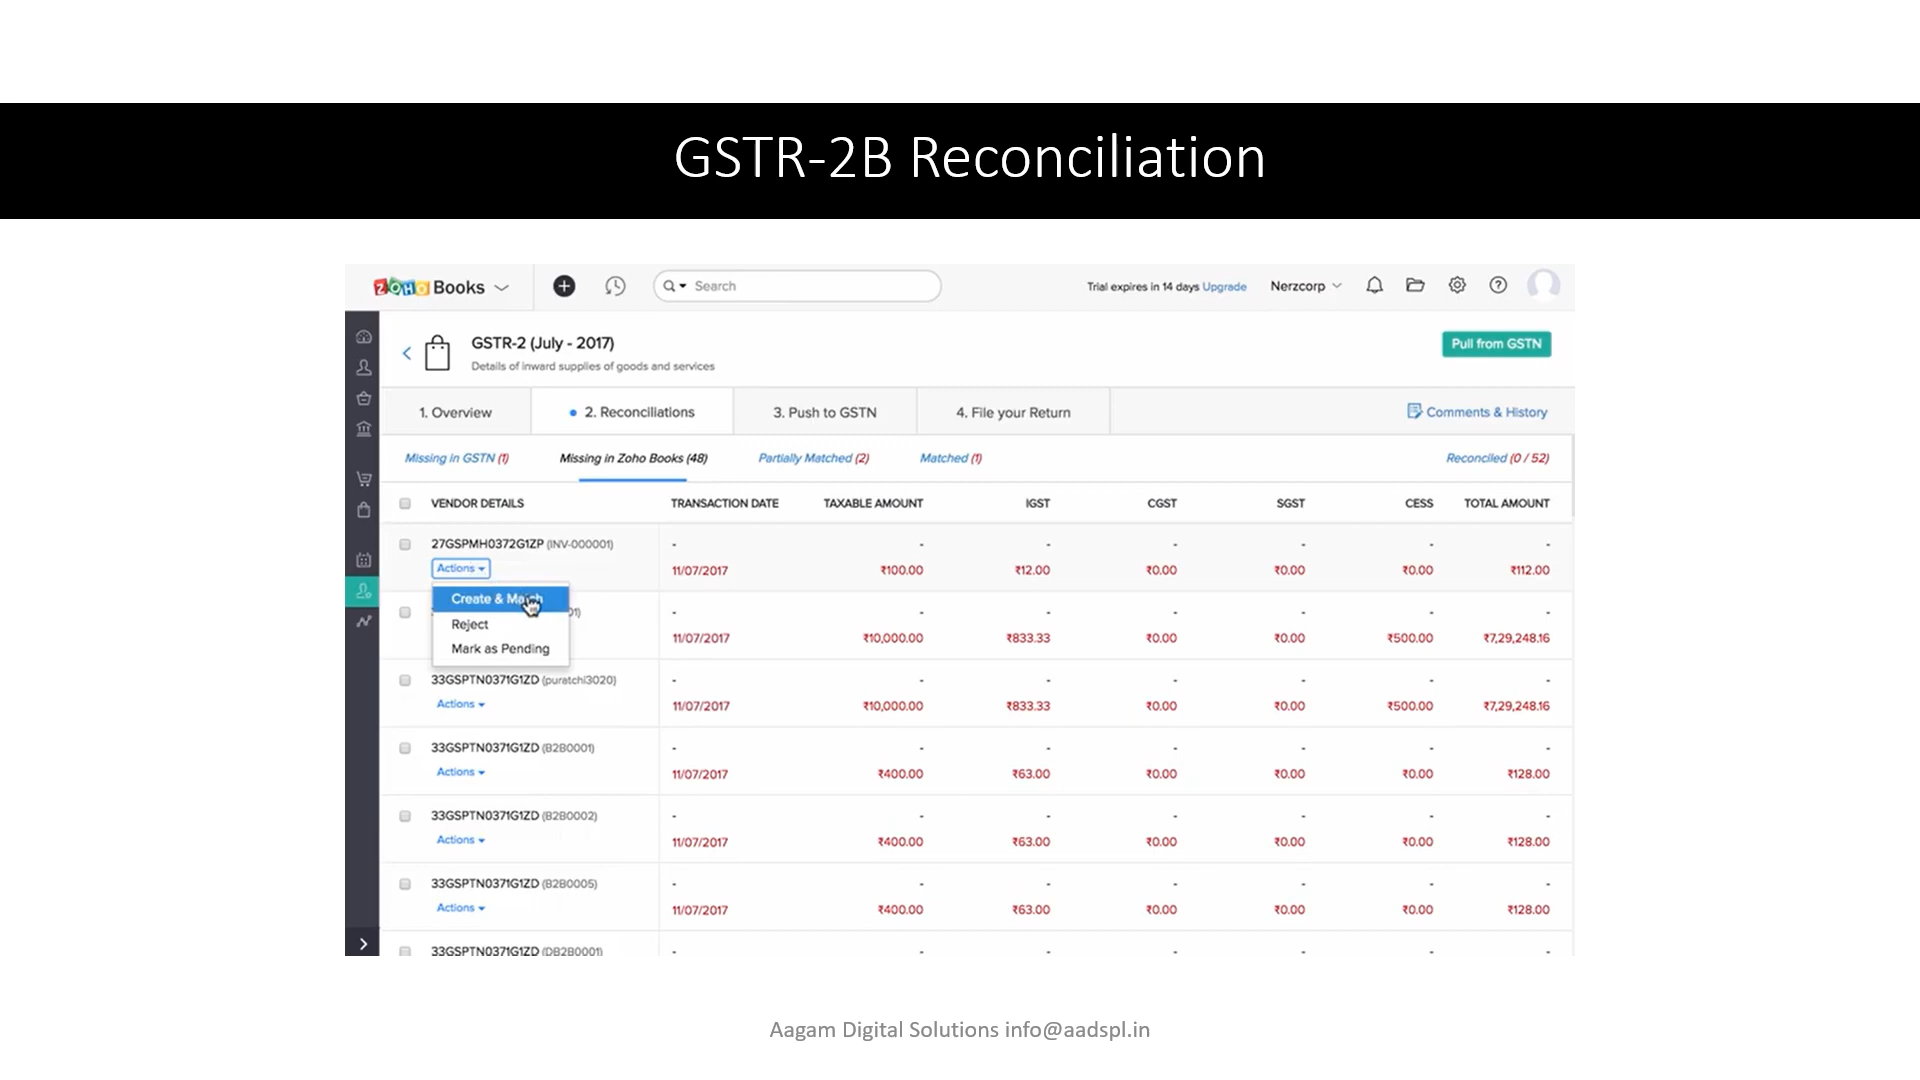 GSTR-2B Reconciliation
ZOHO Books Search Trial expires in 14 days Upgrade Nerzcorp
GSTR-2 (July - 2017) Pull from GSTN
Details of inward supplies of goods and services
1. Overview 2. Reconciliations 3. Push to GSTN 4. File your Return Comments & History
Missing in GSTN (1) Missing in Zoho Books (48) Partially Matched (2) Matched (1) Reconciled (0 / 52)
VENDOR DETAILS TRANSACTION DATE TAXABLE AMOUNT IGST CGST SGST CESS TOTAL AMOUNT
27GSPMH0372G1ZP (INV-000001) - - - - - - -
Actions 11/07/2017 ₹100.00 ₹12.00 ₹0.00 ₹0.00 ₹0.00 ₹112.00
Create & Match
01) - - - - - - -
Reject
11/07/2017 ₹10,000.00 ₹833.33 ₹0.00 ₹0.00 ₹500.00 ₹7,29,248.16
Mark as Pending
33GSPTN0371G1ZD (puratchi3020) - - - - - - -
Actions 11/07/2017 ₹10,000.00 ₹833.33 ₹0.00 ₹0.00 ₹500.00 ₹7,29,248.16
33GSPTN0371G1ZD (B2B0001) - - - - - - -
Actions 11/07/2017 ₹400.00 ₹63.00 ₹0.00 ₹0.00 ₹0.00 ₹128.00
33GSPTN0371G1ZD (B2B0002) - - - - - - -
Actions 11/07/2017 ₹400.00 ₹63.00 ₹0.00 ₹0.00 ₹0.00 ₹128.00
33GSPTN0371G1ZD (B2B0005) - - - - - - -
Actions 11/07/2017 ₹400.00 ₹63.00 ₹0.00 ₹0.00 ₹0.00 ₹128.00
33GSPTN0371G1ZD (DB2B0001) - - - - - - -
Aagam Digital Solutions info@aadspl.in